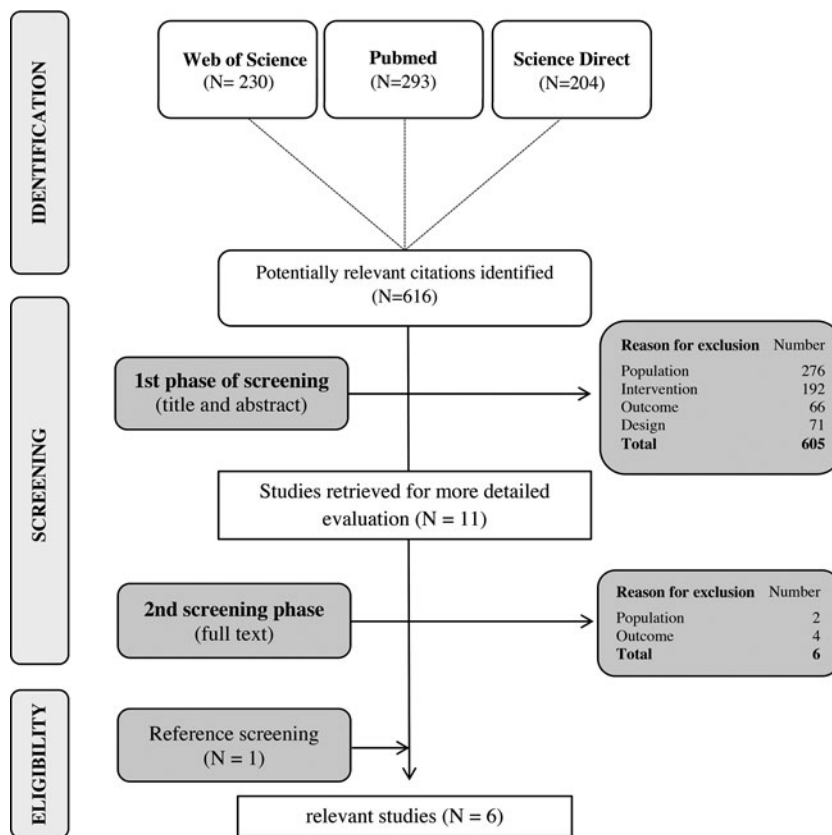 IDENTIFICATION
Web of Science
(N= 230)
Pubmed
(N=293)
Science Direct
(N=204)
Potentially relevant citations identified
(N=616)
SCREENING
1st phase of screening
(title and abstract)
Reason for exclusion Number
Population 276
Intervention 192
Outcome 66
Design 71
Total 605
Studies retrieved for more detailed
evaluation (N = 11)
2nd screening phase
(full text)
Reason for exclusion Number
Population 2
Outcome 4
Total 6
ELIGIBILITY
Reference screening
(N = 1)
relevant studies (N = 6)